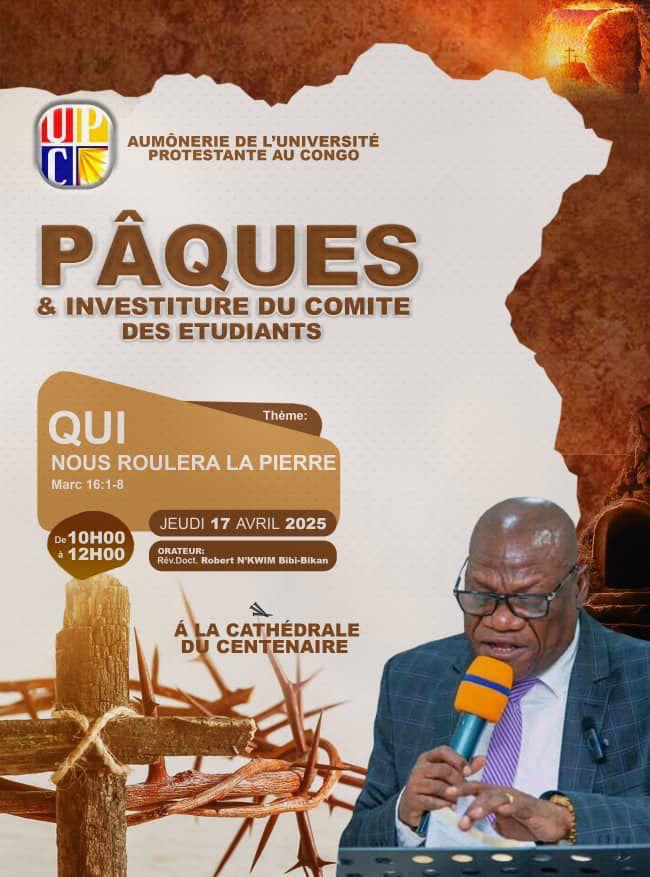 UPC
AUMÔNERIE DE L'UNIVERSITÉ
PROTESTANTE AU CONGO
PÂQUES
& INVESTITURE DU COMITE
DES ETUDIANTS
Thème:
QUI
NOUS ROULERA LA PIERRE
Marc 16:1-8
De 10H00
à 12H00
JEUDI 17 AVRIL 2025
ORATEUR:
Rév.Doct. Robert N'KWIM Bibi-Bikan
Á LA CATHÉDRALE
DU CENTENAIRE